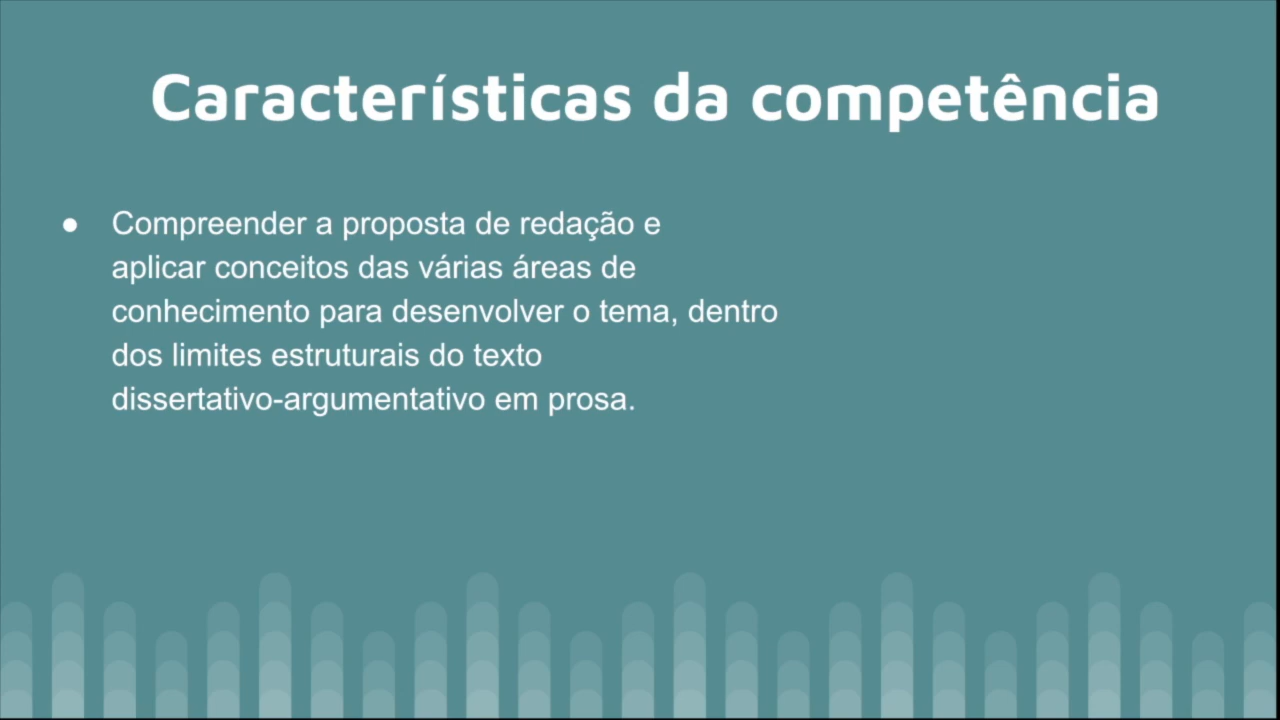 Características da competência
● Compreender a proposta de redação e
aplicar conceitos das várias áreas de
conhecimento para desenvolver o tema, dentro
dos limites estruturais do texto
dissertativo-argumentativo em prosa.